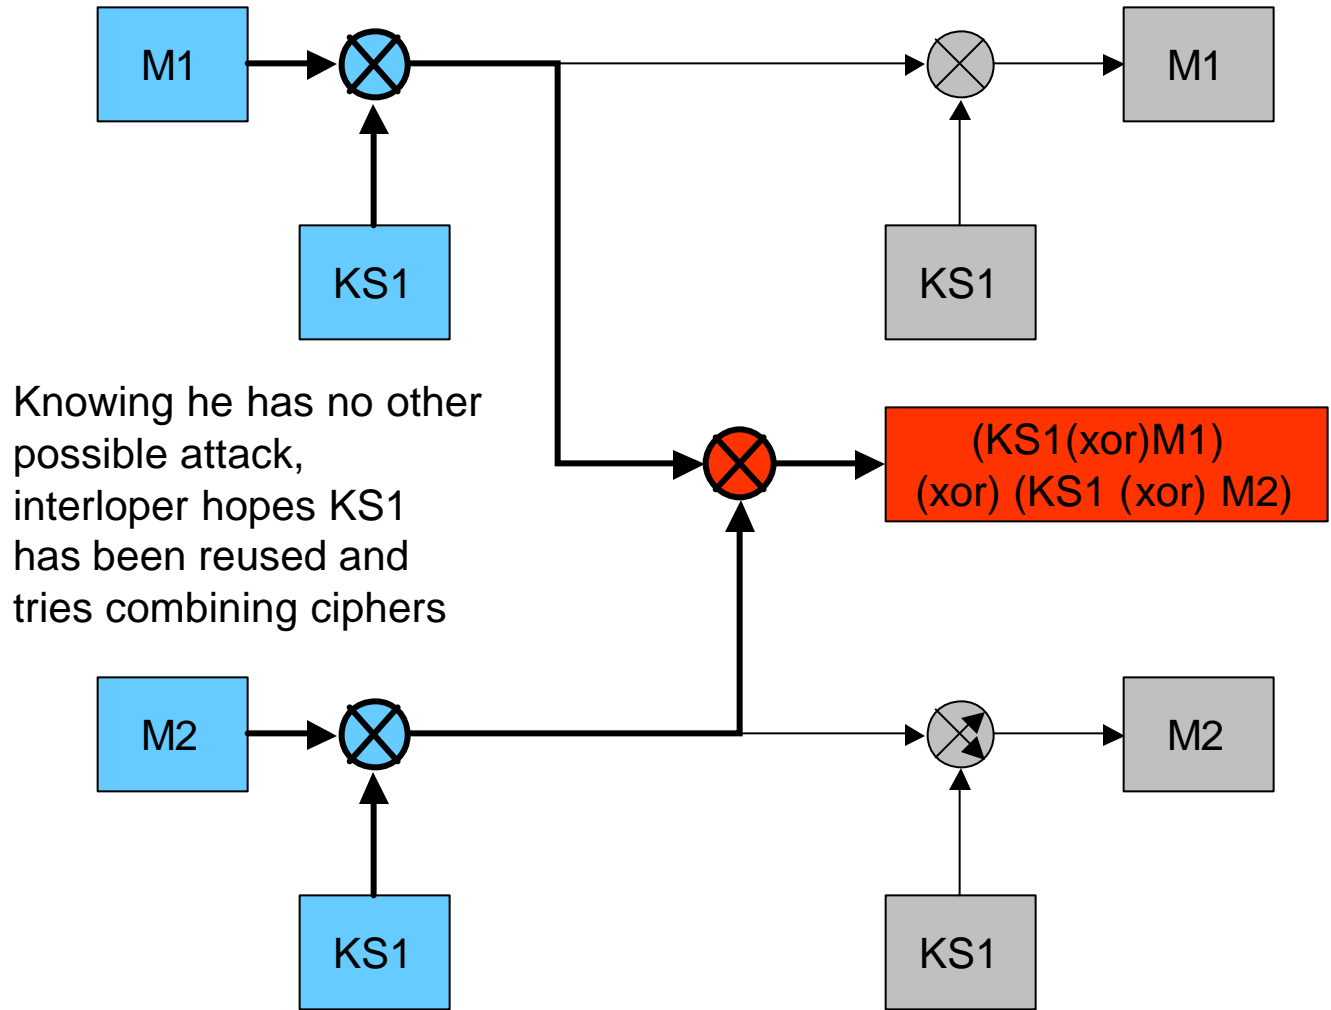 M1
M1
KS1
KS1
Knowing he has no other
possible attack,
interloper hopes KS1
has been reused and
tries combining ciphers
(KS1(xor)M1)
(xor) (KS1 (xor) M2)
M2
M2
KS1
KS1